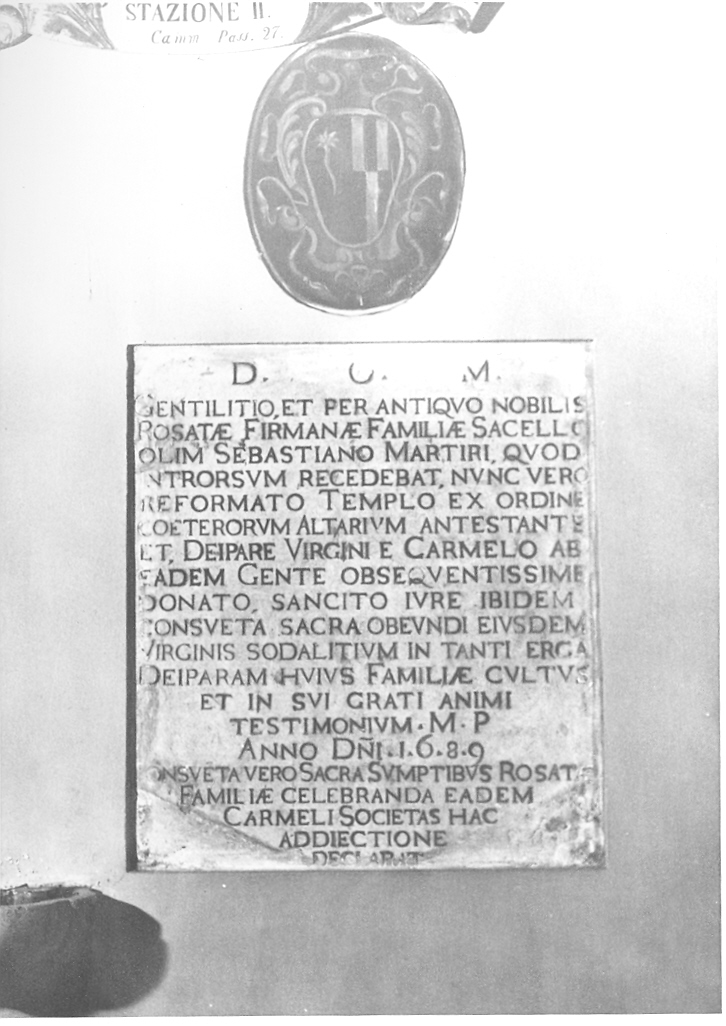 STAZIONE II.
Camm Pass. 27.
D. O. M.
GENTILITIO, ET PER ANTIQVO NOBILIS
ROSATÆ FIRMANÆ FAMILIÆ SACELLO
OLIM SEBASTIANO MARTIRI, QVOD
NTRORSVM RECEDEBAT, NVNC VERO
REFORMATO TEMPLO EX ORDINE
COETERORVM ALTARIVM ANTESTANTE
ET, DEIPARE VIRGINI E CARMELO AB
EADEM GENTE OBSEQVENTISSIME
DONATO, SANCITO IVRE IBIDEM
CONSVETA SACRA OBEVNDI EIVSDEM
VIRGINIS SODALITIVM IN TANTI ERGA
DEIPARAM HVIVS FAMILIÆ CVLTVS
ET IN SVI GRATI ANIMI
TESTIMONIVM · M · P
ANNO DÑI · 1 · 6 · 8 · 9
ONSVETA VERO SACRA SVMPTIBVS ROSATÆ
FAMILIÆ CELEBRANDA EADEM
CARMELI SOCIETAS HAC
ADDIECTIONE
DECLARAT